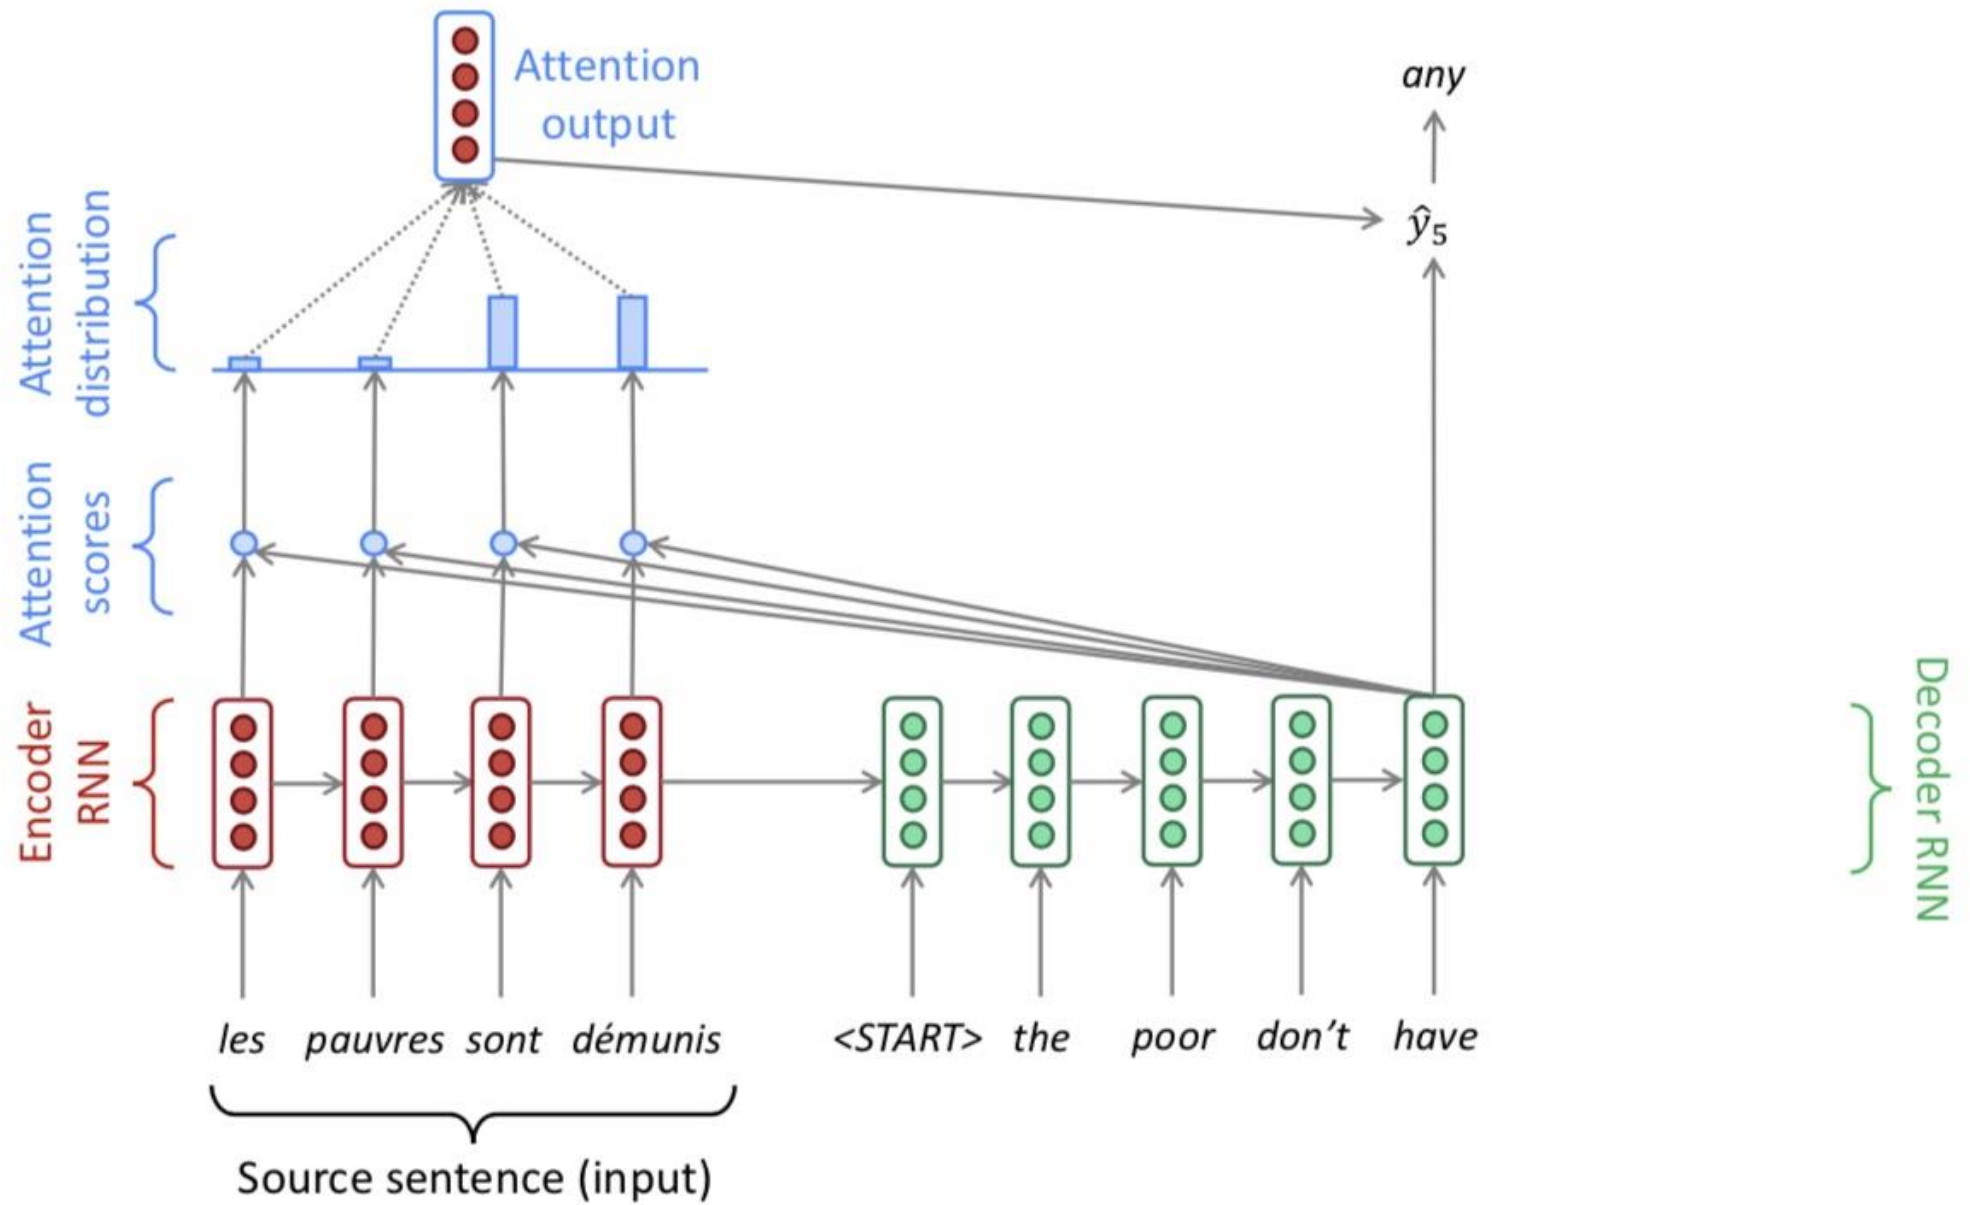 Attention
output
any
ŷ₅
Attention
distribution
Attention
scores
Encoder
RNN
Decoder RNN
les pauvres sont démunis <START> the poor don't have
Source sentence (input)